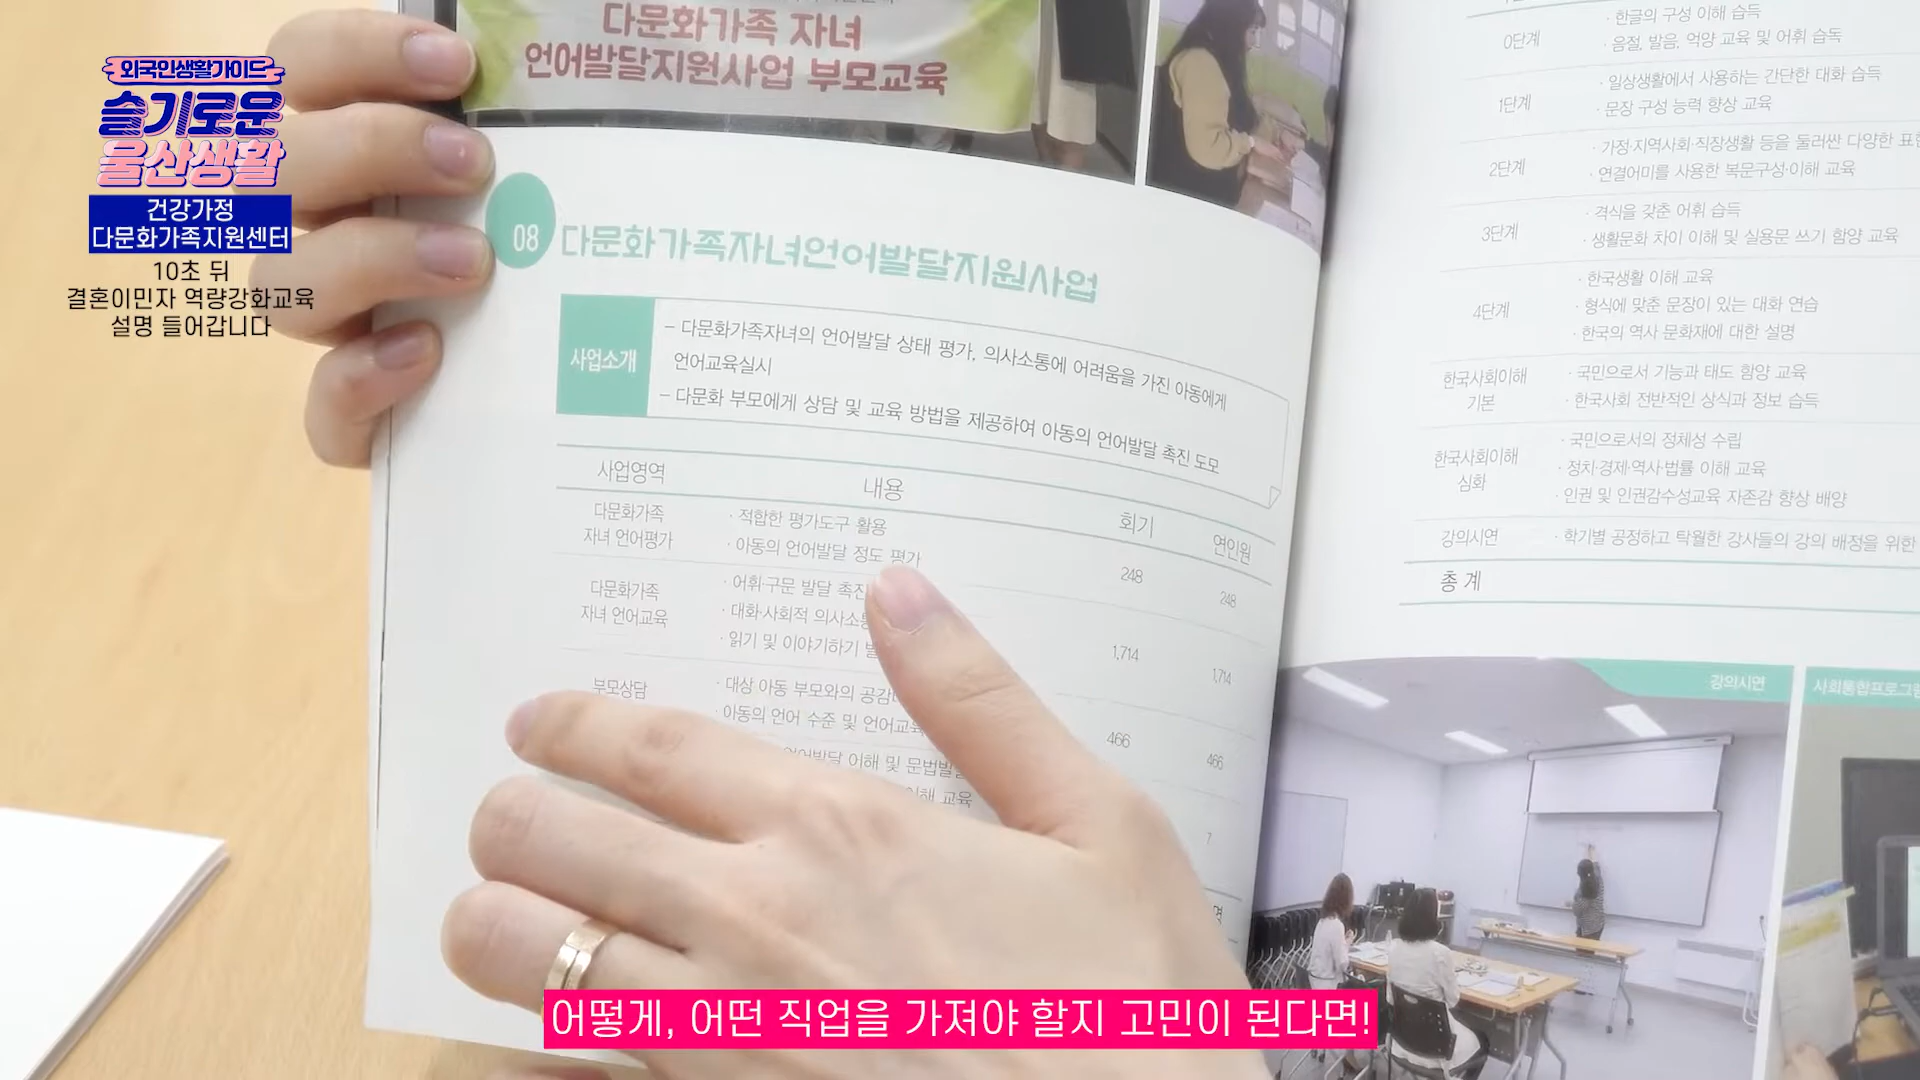 외국인생활가이드
슬기로운
울산생활
건강가정
다문화가족지원센터
10초 뒤
결혼이민자 역량강화교육
설명 들어갑니다
다문화가족 자녀
언어발달지원사업 부모교육
08 다문화가족자녀언어발달지원사업
사업소개
– 다문화가족자녀의 언어발달 상태 평가, 의사소통에 어려움을 가진 아동에게
언어교육실시
– 다문화 부모에게 상담 및 교육 방법을 제공하여 아동의 언어발달 촉진 도모
사업영역 내용 회기 연인원
다문화가족
자녀 언어평가
· 적합한 평가도구 활용
· 아동의 언어발달 정도 평가
248 248
다문화가족
자녀 언어교육
· 어휘·구문 발달 촉진
· 대화·사회적 의사소통
· 읽기 및 이야기하기
1,714 1,714
부모상담
· 대상 아동 부모와의
· 아동의 언어 수준 및 언어교육
466 466
언어발달 이해 및
교육
7
명
· 한글의 구성 이해 습득
0단계
· 음절, 발음, 억양 교육 및 어휘 습득
1단계
· 일상생활에서 사용하는 간단한 대화 습득
· 문장 구성 능력 향상 교육
2단계
· 가정·지역사회·직장생활 등을 둘러싼 다양한
· 연결어미를 사용한 복문구성·이해 교육
3단계
· 격식을 갖춘 어휘 습득
· 생활문화 차이 이해 및 실용문 쓰기 함양 교육
4단계
· 한국생활 이해 교육
· 형식에 맞춘 문장이 있는 대화 연습
· 한국의 역사 문화재에 대한 설명
한국사회이해
기본
· 국민으로서 기능과 태도 함양 교육
· 한국사회 전반적인 상식과 정보 습득
한국사회이해
심화
· 국민으로서의 정체성 수립
· 정치·경제·역사·법률 이해 교육
· 인권 및 인권감수성교육 자존감 향상 배양
강의시연
· 학기별 공정하고 탁월한 강사들의 강의 배정을 위한
총 계
강의시연
사회통합프로그램
어떻게, 어떤 직업을 가져야 할지 고민이 된다면!